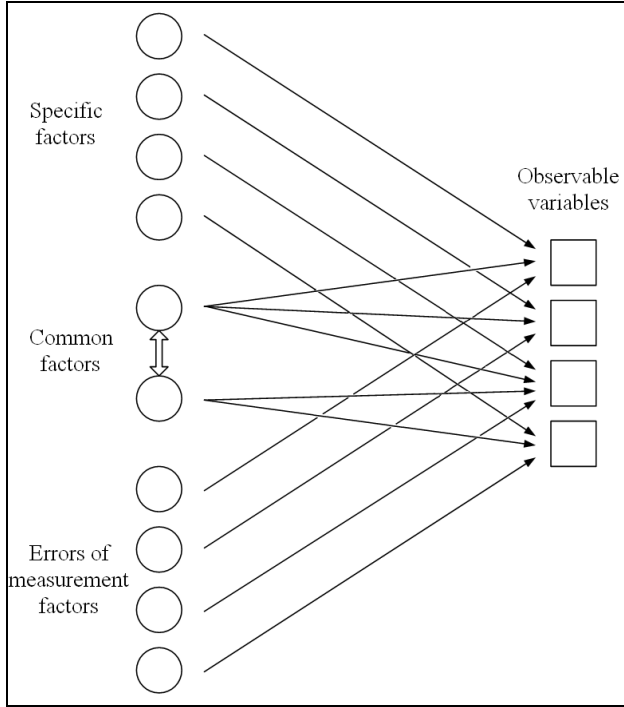 Specific
factors
Observable
variables
Common
factors
Errors of
measurement
factors